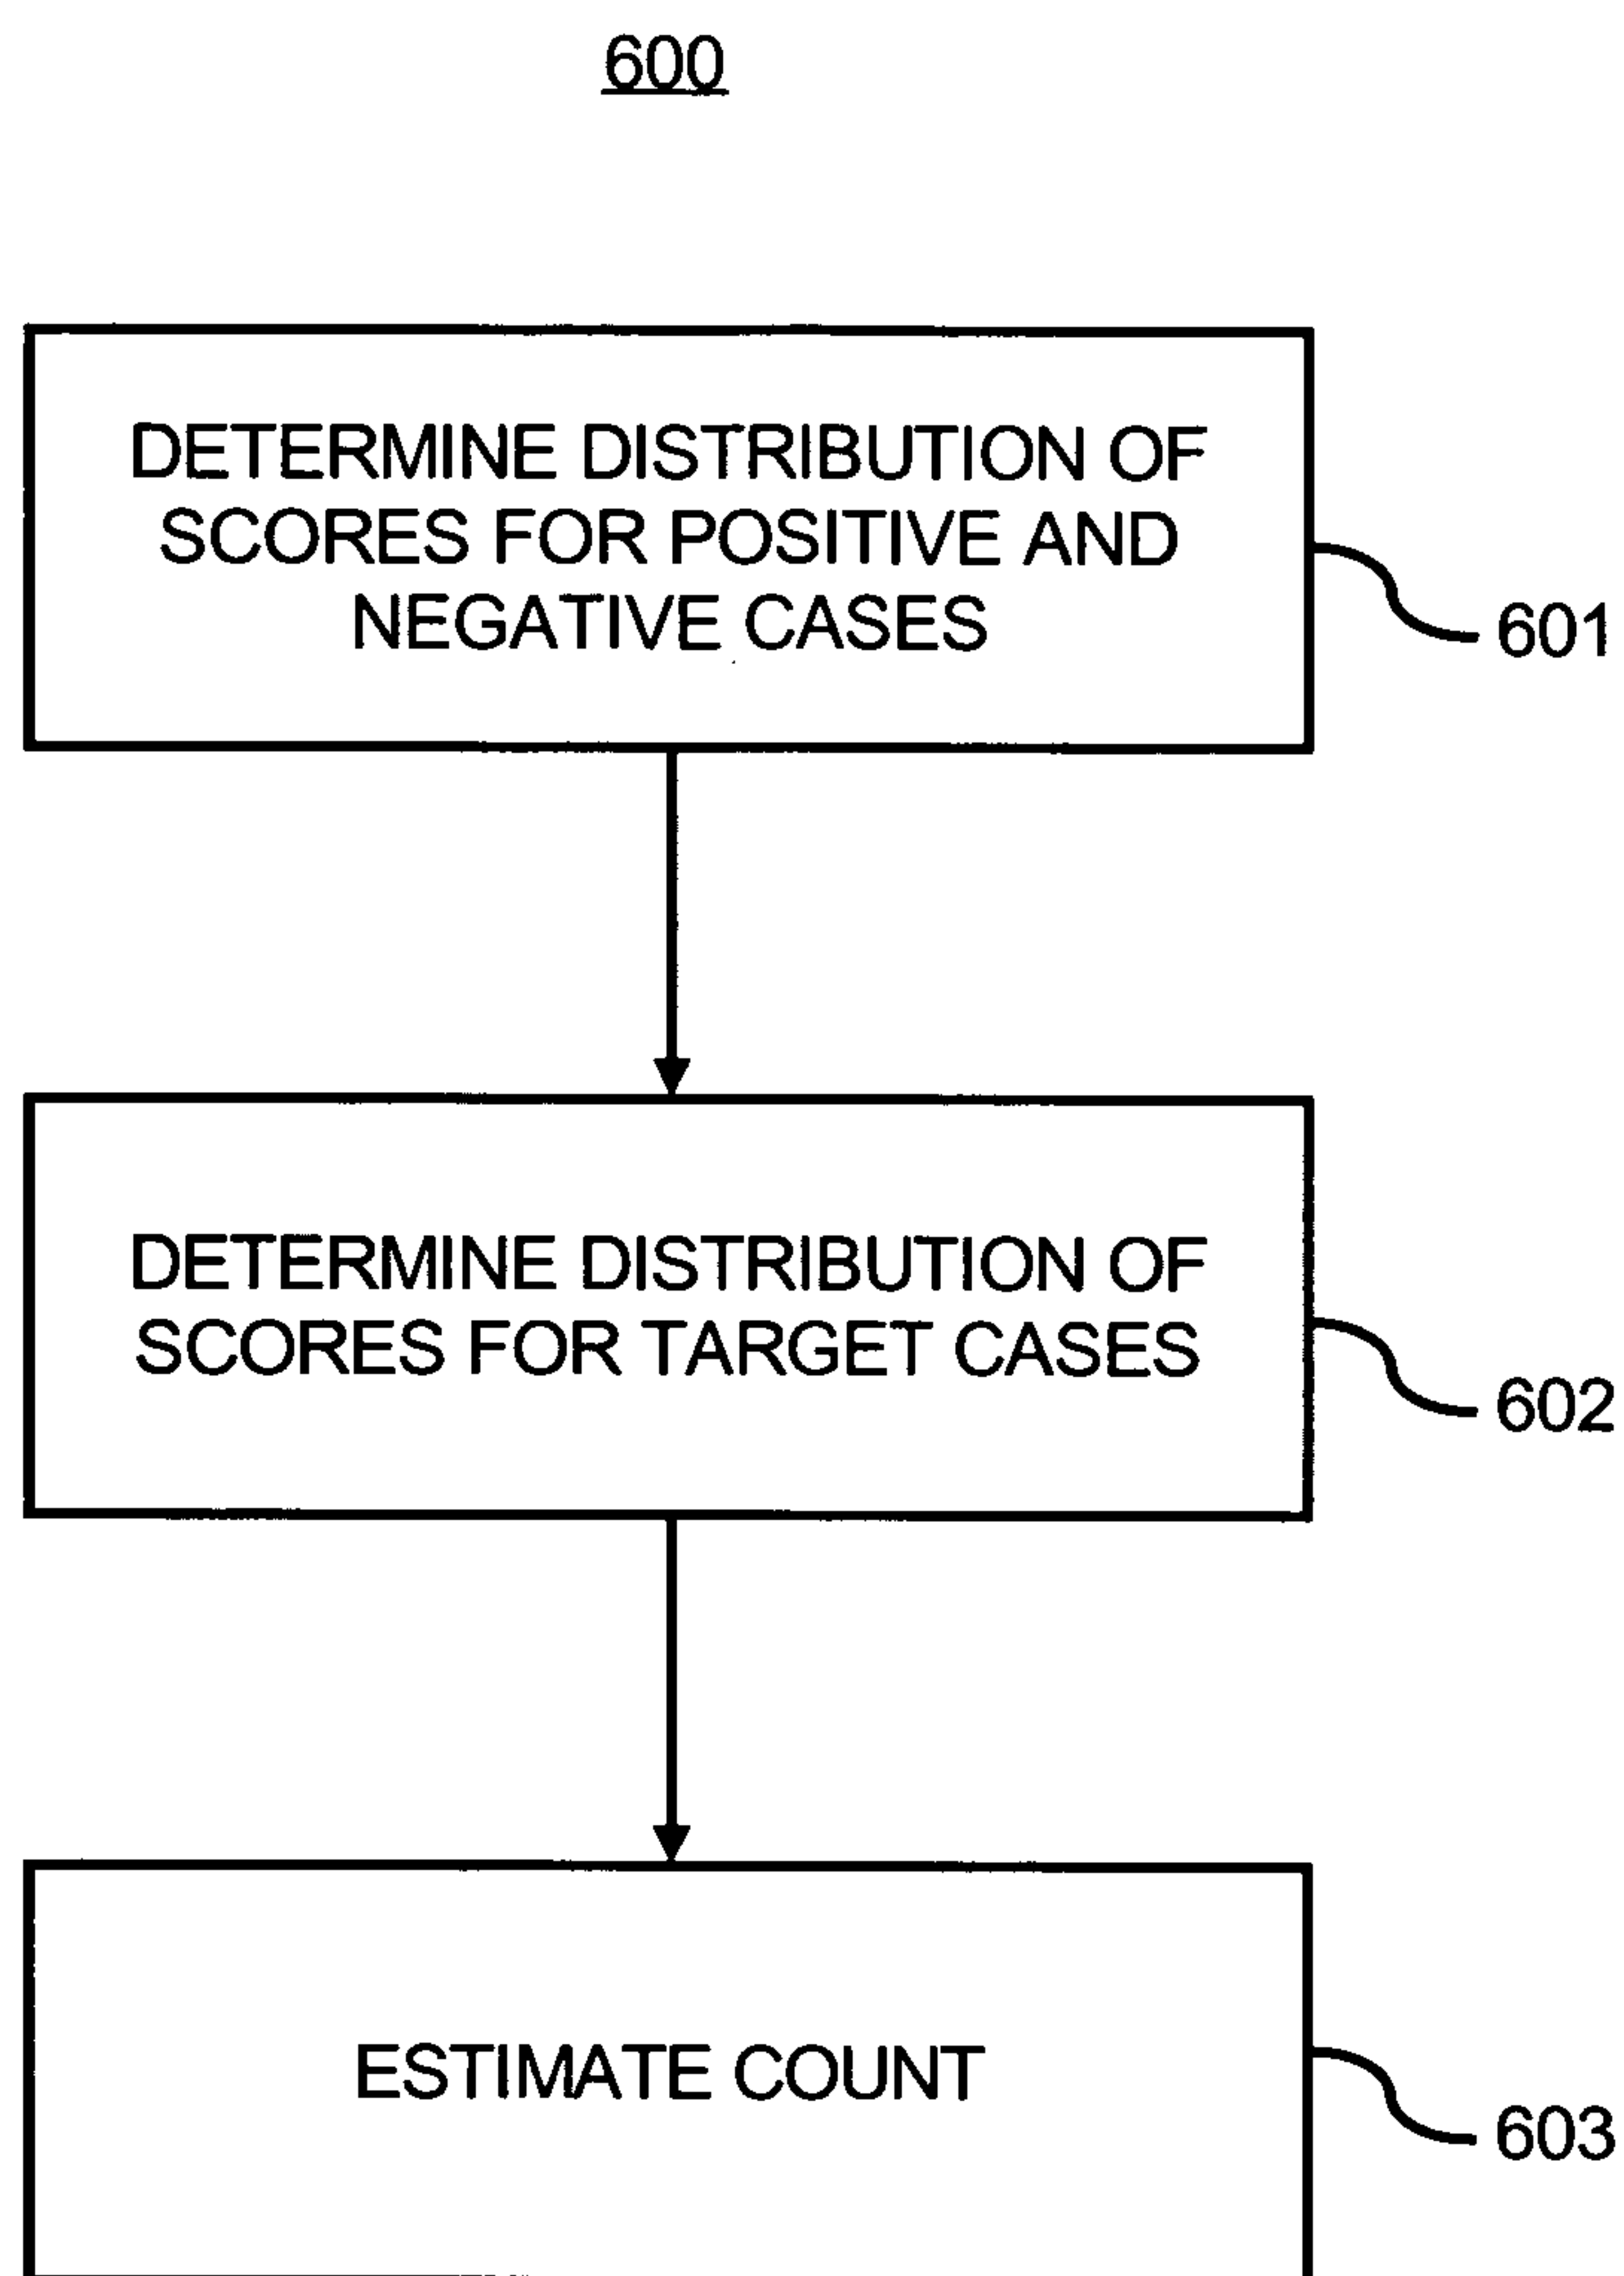 600
DETERMINE DISTRIBUTION OF
SCORES FOR POSITIVE AND
NEGATIVE CASES
601
DETERMINE DISTRIBUTION OF
SCORES FOR TARGET CASES
602
ESTIMATE COUNT
603